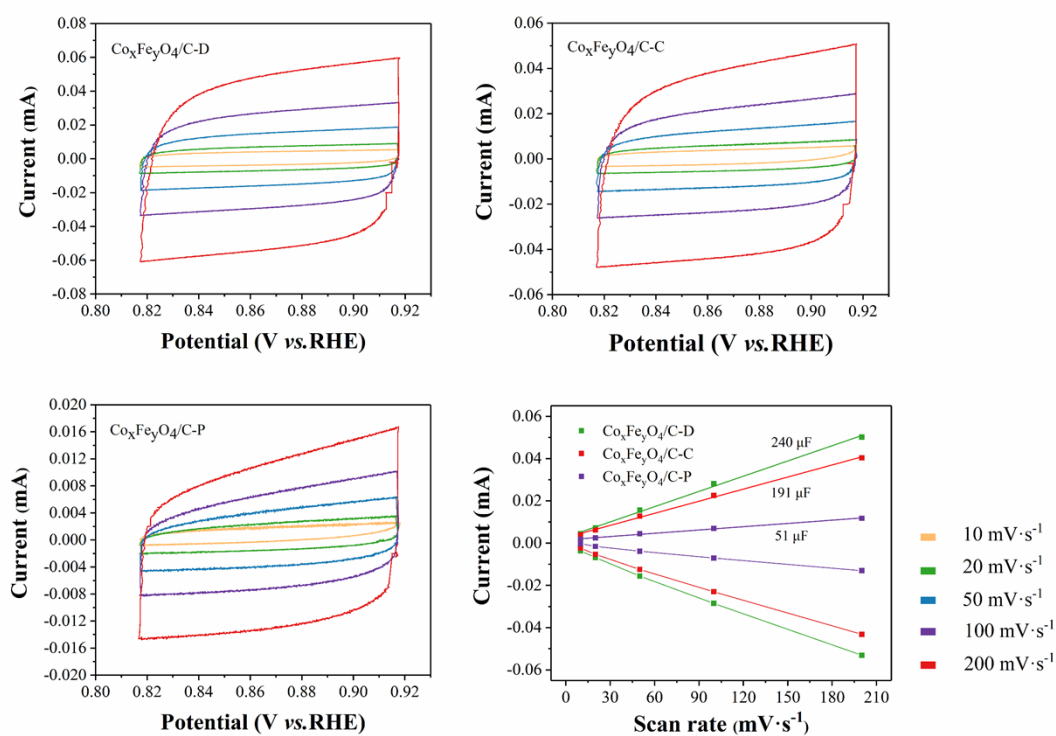 CoxFeyO4/C-D
Current (mA)
0.08
0.06
0.04
0.02
0.00
-0.02
-0.04
-0.06
-0.08
0.80 0.82 0.84 0.86 0.88 0.90 0.92
Potential (V vs.RHE)
CoxFeyO4/C-C
Current (mA)
0.06
0.04
0.02
0.00
-0.02
-0.04
-0.06
0.80 0.82 0.84 0.86 0.88 0.90 0.92
Potential (V vs.RHE)
CoxFeyO4/C-P
Current (mA)
0.020
0.016
0.012
0.008
0.004
0.000
-0.004
-0.008
-0.012
-0.016
-0.020
0.80 0.82 0.84 0.86 0.88 0.90 0.92
Potential (V vs.RHE)
CoxFeyO4/C-D
CoxFeyO4/C-C
CoxFeyO4/C-P
240 μF
191 μF
51 μF
Current (mA)
0.06
0.04
0.02
0.00
-0.02
-0.04
-0.06
0 30 60 90 120 150 180 210
Scan rate (mV·s-1)
10 mV·s-1
20 mV·s-1
50 mV·s-1
100 mV·s-1
200 mV·s-1